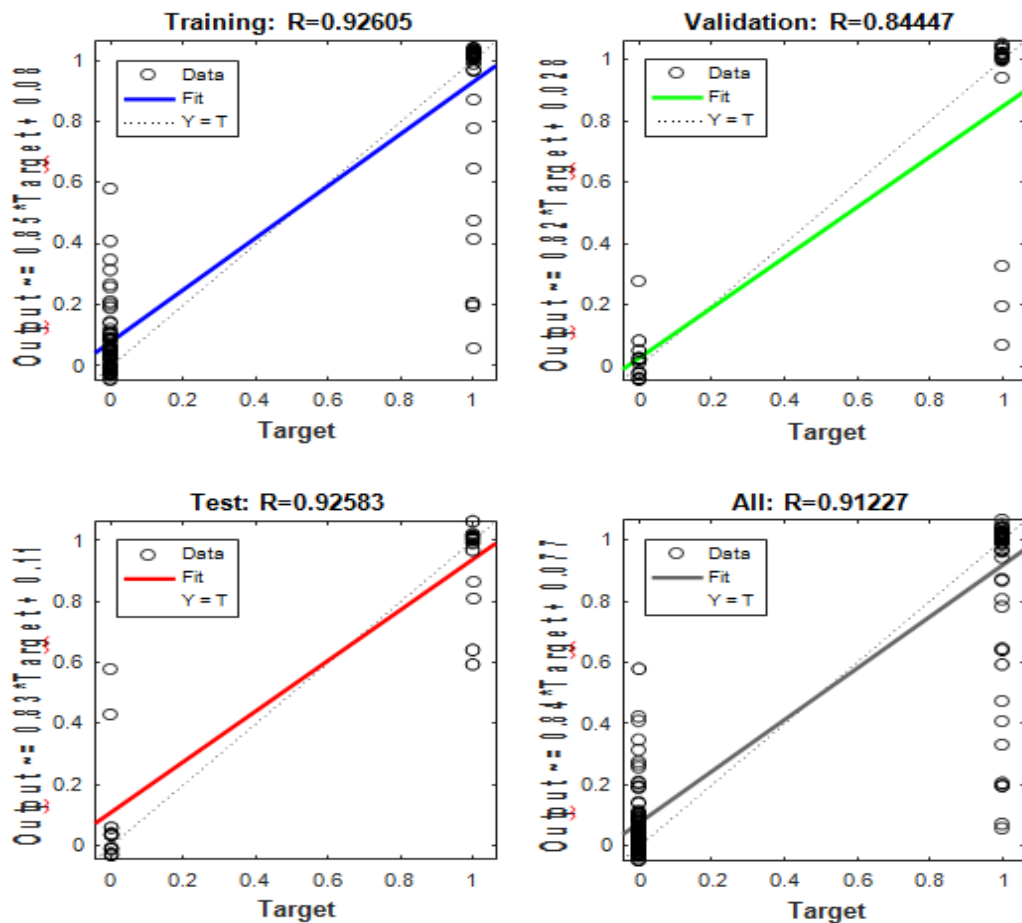 Training: R=0.92605
Output ~= 0.85*Target + 0.08
1
0.8
0.6
0.4
0.2
0
Data
Fit
Y = T
0 0.2 0.4 0.6 0.8 1
Target
Validation: R=0.84447
Output ~= 0.82*Target + 0.028
1
0.8
0.6
0.4
0.2
0
Data
Fit
Y = T
0 0.2 0.4 0.6 0.8 1
Target
Test: R=0.92583
Output ~= 0.83*Target + 0.11
1
0.8
0.6
0.4
0.2
0
Data
Fit
Y = T
0 0.2 0.4 0.6 0.8 1
Target
All: R=0.91227
Output ~= 0.84*Target + 0.077
1
0.8
0.6
0.4
0.2
0
Data
Fit
Y = T
0 0.2 0.4 0.6 0.8 1
Target